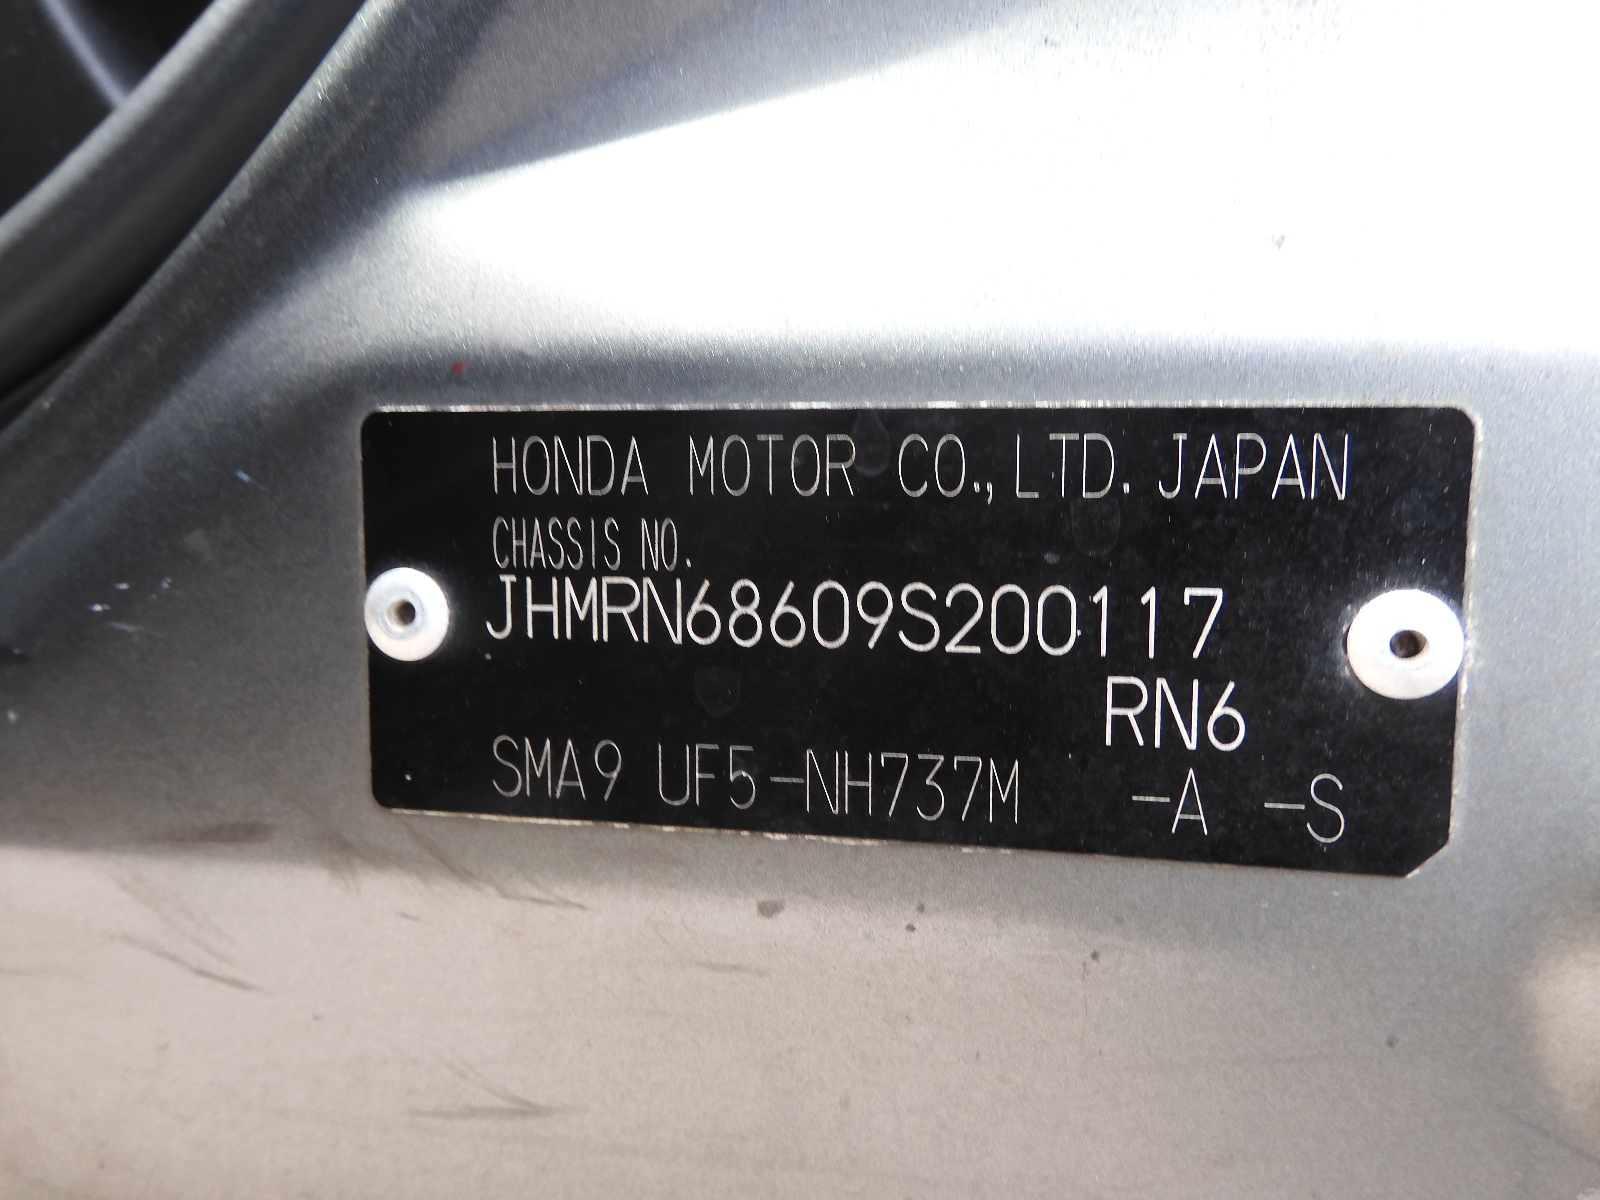 HONDA MOTOR CO.,LTD. JAPAN
CHASSIS NO.
JHMRN68609S200117
RN6
SMA9 UF5-NH737M -A -S